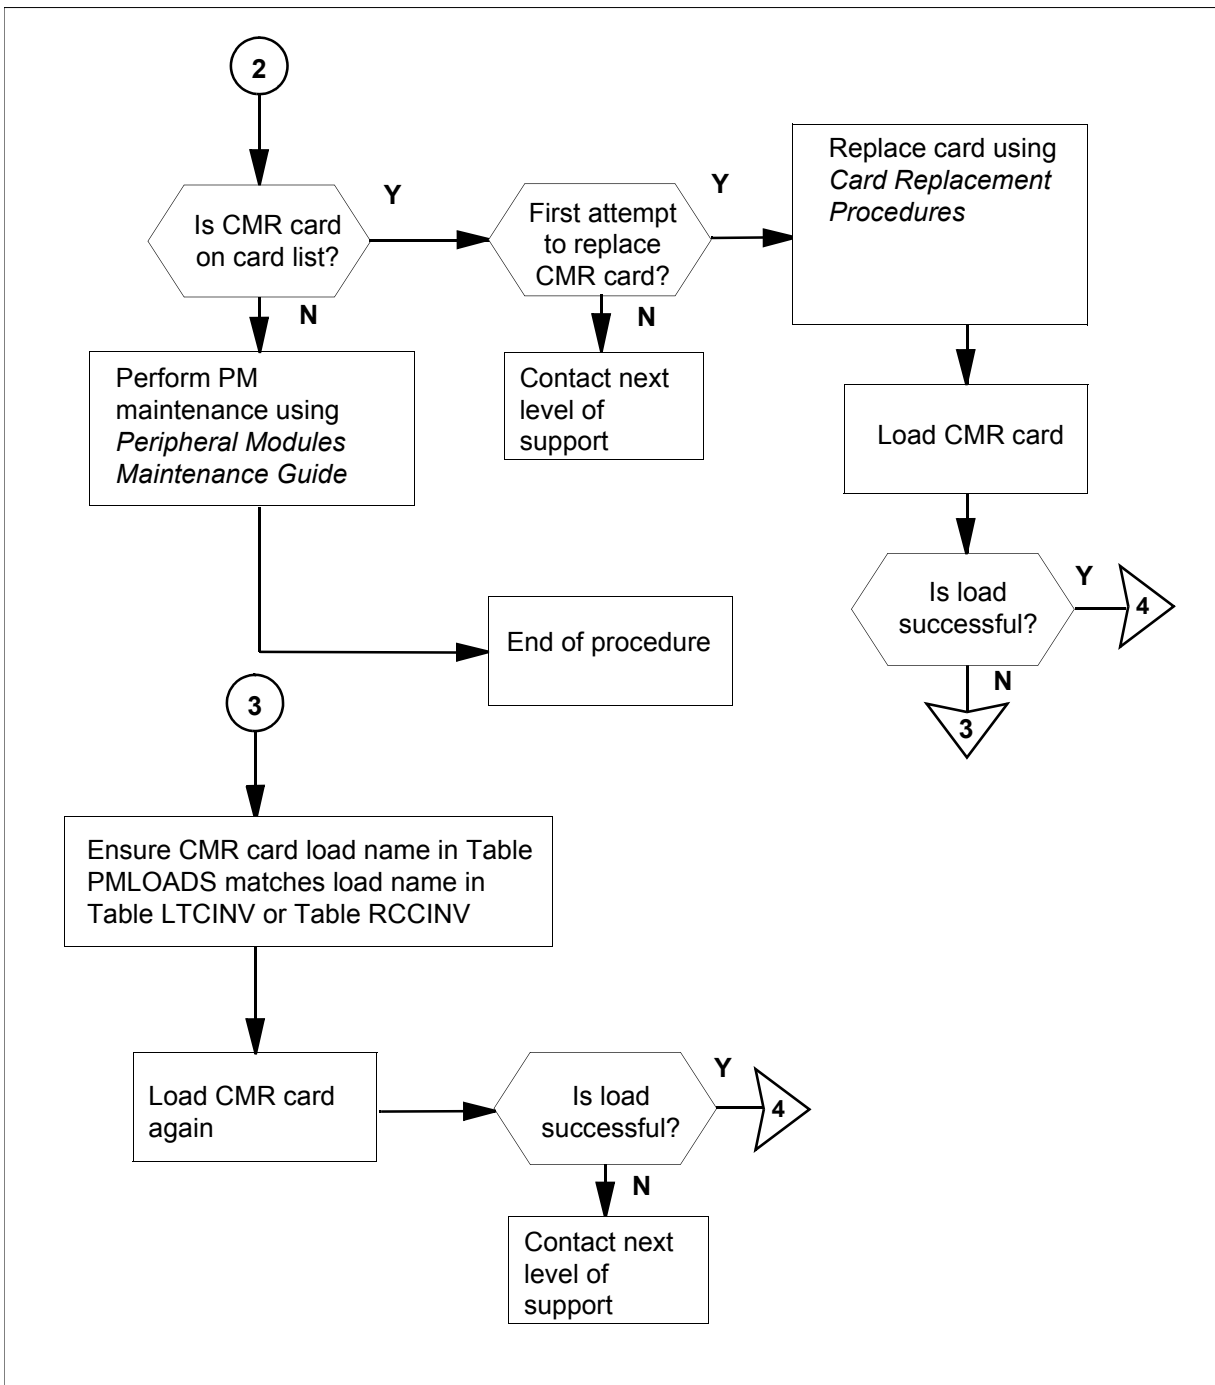 2
Is CMR card
on card list?
Y
N
First attempt
to replace
CMR card?
Y
N
Replace card using
Card Replacement
Procedures
Perform PM
maintenance using
Peripheral Modules
Maintenance Guide
Contact next
level of
support
Load CMR card
Is load
successful?
Y
4
N
3
End of procedure
3
Ensure CMR card load name in Table
PMLOADS matches load name in
Table LTCINV or Table RCCINV
Load CMR card
again
Is load
successful?
Y
4
N
Contact next
level of
support